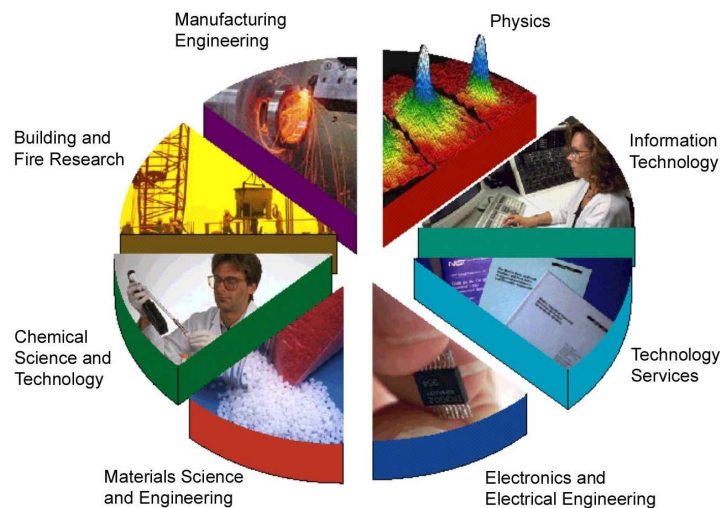 Manufacturing
Engineering
Physics
Building and
Fire Research
Information
Technology
Chemical
Science and
Technology
Technology
Services
Materials Science
and Engineering
Electronics and
Electrical Engineering